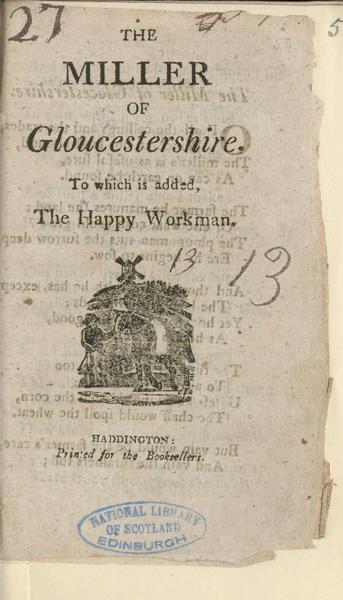 27
5
THE
MILLER
OF
Gloucestershire.
To which is added,
The Happy Workman.
13
13
HADDINGTON:
Printed for the Booksellers.
NATIONAL LIBRARY
OF SCOTLAND
EDINBURGH